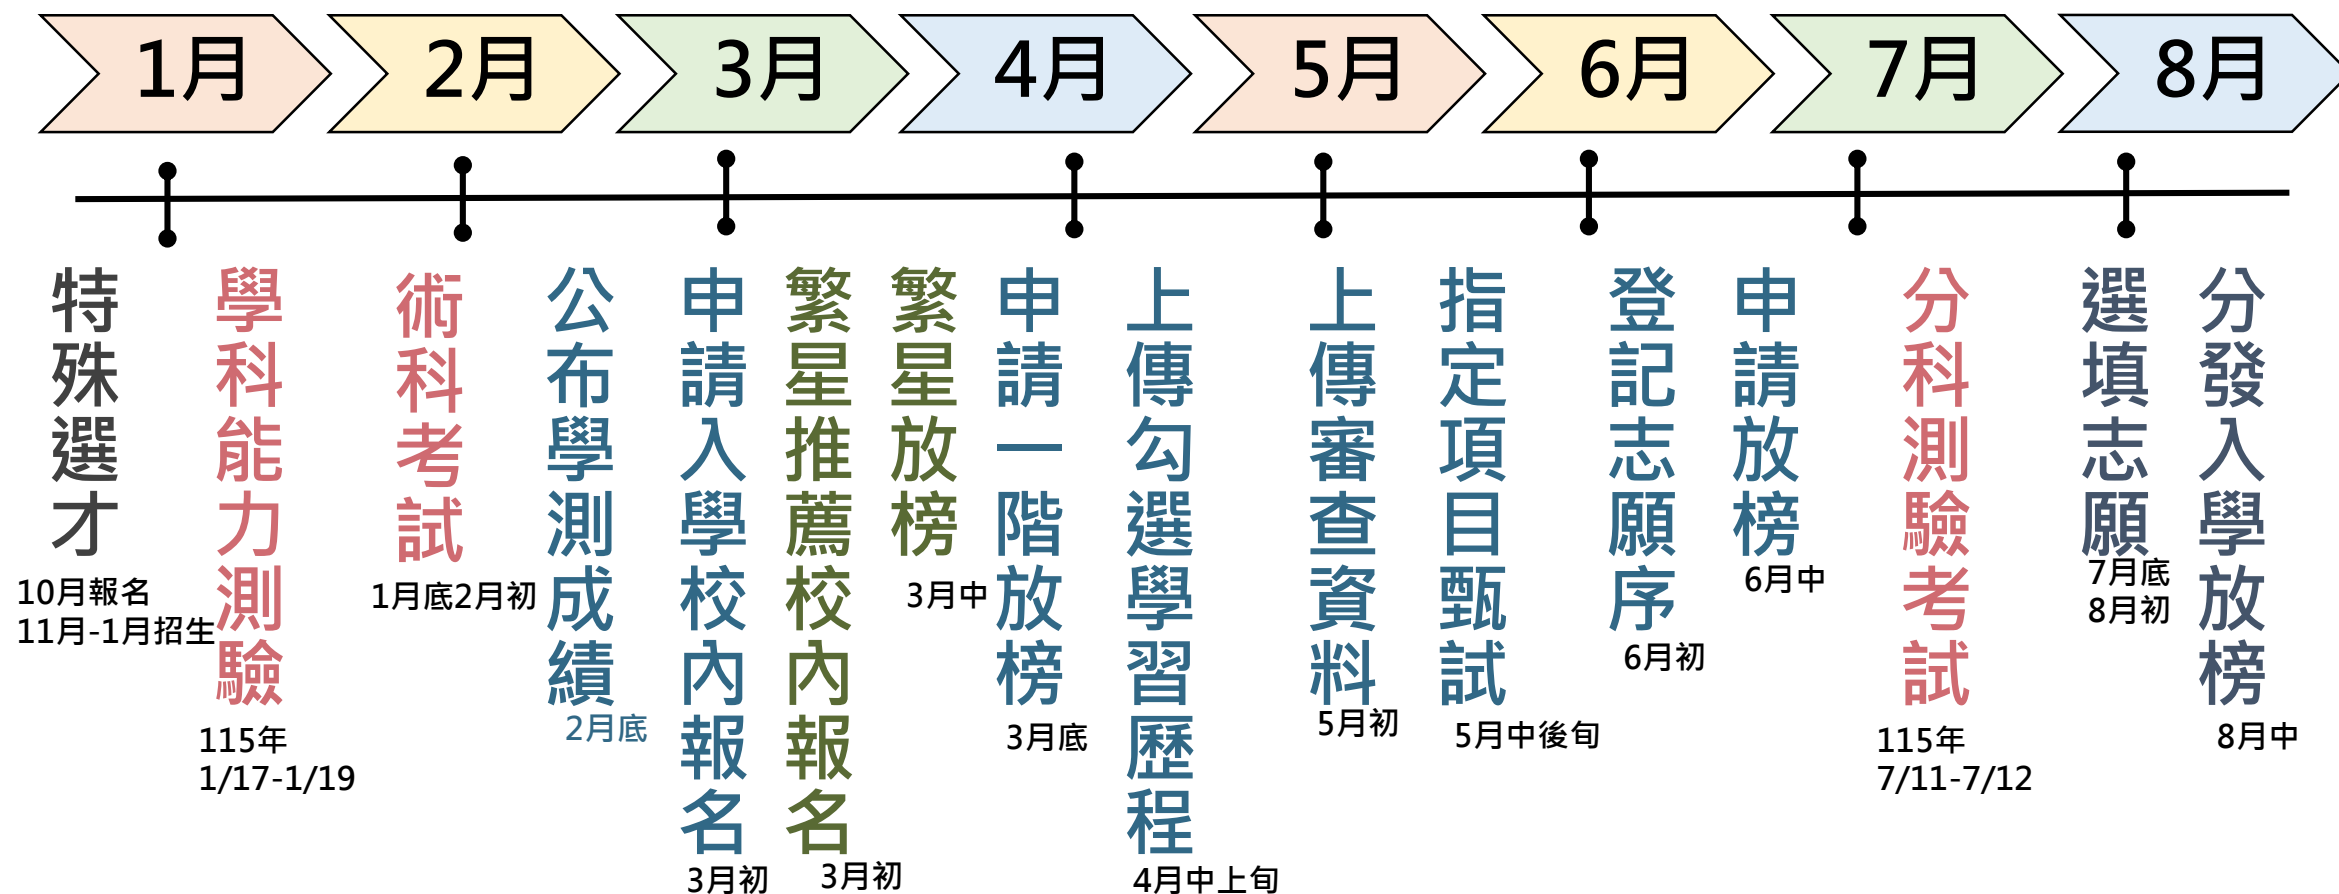 1月
2月
3月
4月
5月
6月
7月
8月
特殊選才
10月報名
11月-1月招生
學科能力測驗
115年
1/17-1/19
術科考試
1月底2月初
公布學測成績
2月底
申請入學校內報名
3月初
繁星推薦校內報名
3月初
繁星放榜
3月中
申請一階放榜
3月底
上傳勾選學習歷程
4月中上旬
上傳審查資料
5月初
指定項目甄試
5月中後旬
登記志願序
6月初
申請放榜
6月中
分科測驗考試
115年
7/11-7/12
選填志願
7月底
8月初
分發入學放榜
8月中